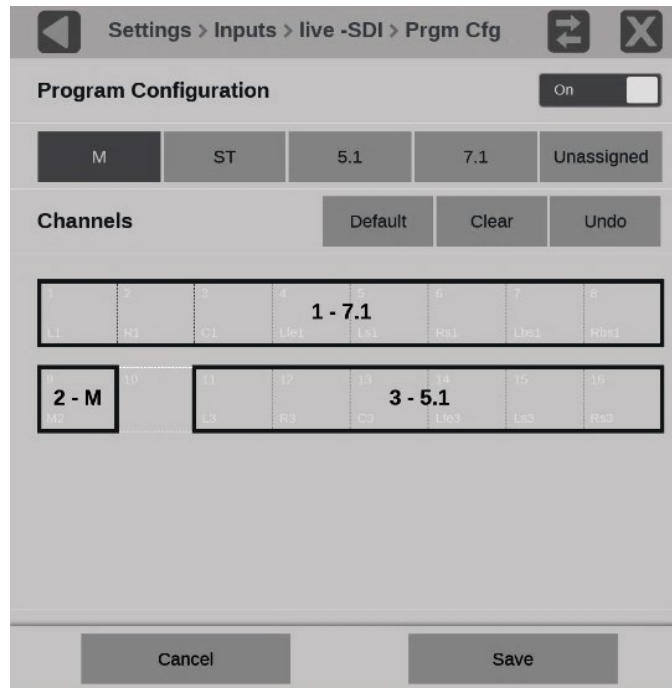 Settings > Inputs > live -SDI > Prgm Cfg
Program Configuration
On
M ST 5.1 7.1 Unassigned
Channels Default Clear Undo
1 2 3 4 5 6 7 8
1 - 7.1
L1 R1 C1 Lfe1 Ls1 Rs1 Lbs1 Rbs1
9 10 11 12 13 14 15 16
2 - M 3 - 5.1
M2 L3 R3 C3 Lfe3 Ls3 Rs3
Cancel Save